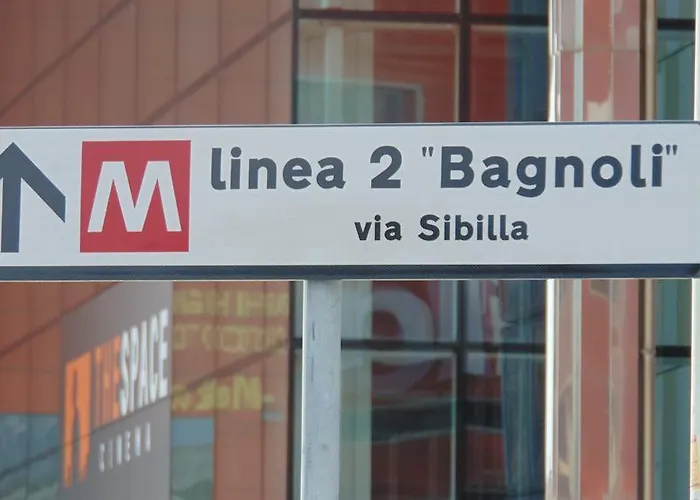 M linea 2 "Bagnoli"
via Sibilla
THE SPACE
CINEMA